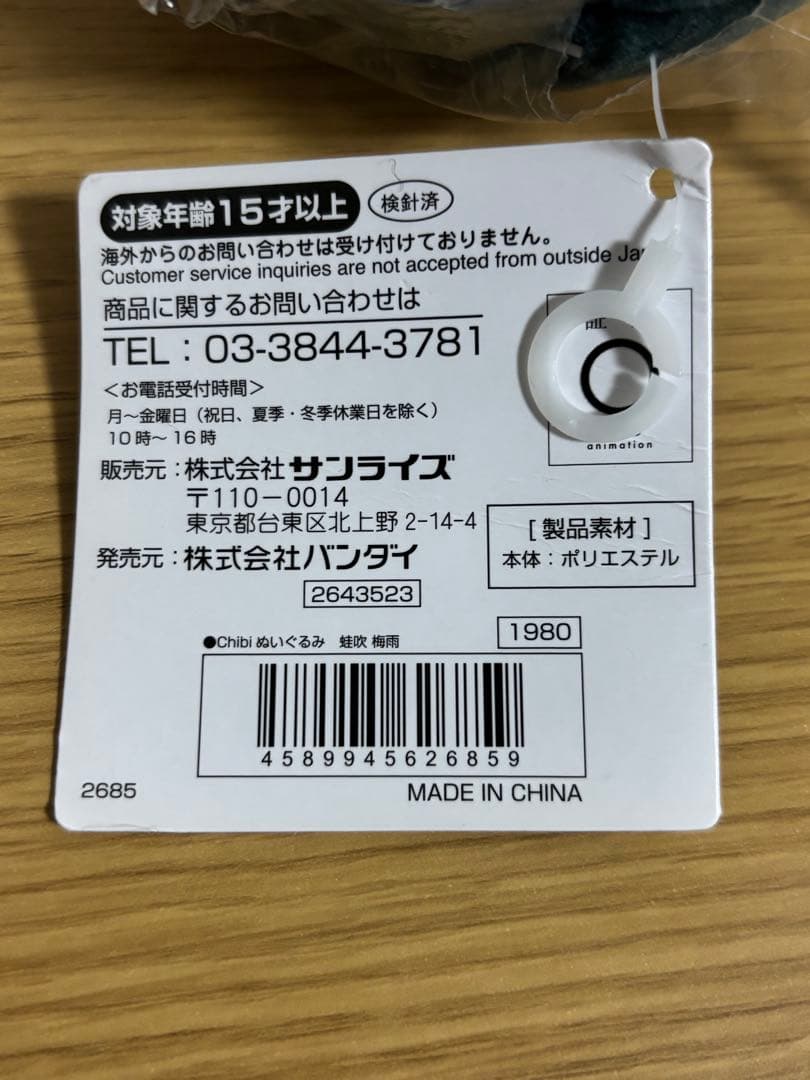 対象年齢15才以上 検針済
海外からのお問い合わせは受け付けておりません。
Customer service inquiries are not accepted from outside
商品に関するお問い合わせは
TEL：03-3844-3781
＜お電話受付時間＞
月～金曜日（祝日、夏季・冬季休業日を除く）
10時～16時
販売元：株式会社サンライズ
〒110－0014
東京都台東区北上野2-14-4
発売元：株式会社バンダイ
2643523
animation
[製品素材]
本体：ポリエステル
1980
●Chibiぬいぐるみ　蛙吹 梅雨
4589945626859
2685
MADE IN CHINA